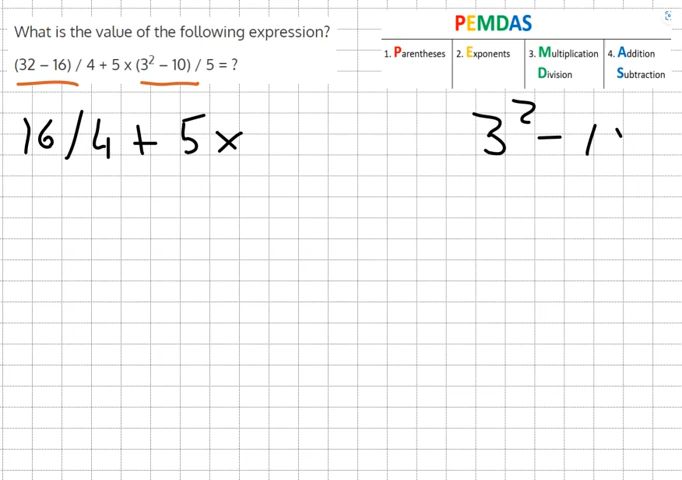 What is the value of the following expression?
(32 – 16) / 4 + 5 x (3² – 10) / 5 = ?
PEMDAS
1. Parentheses
2. Exponents
3. Multiplication
Division
4. Addition
Subtraction
16/4 + 5 x
3² – 1